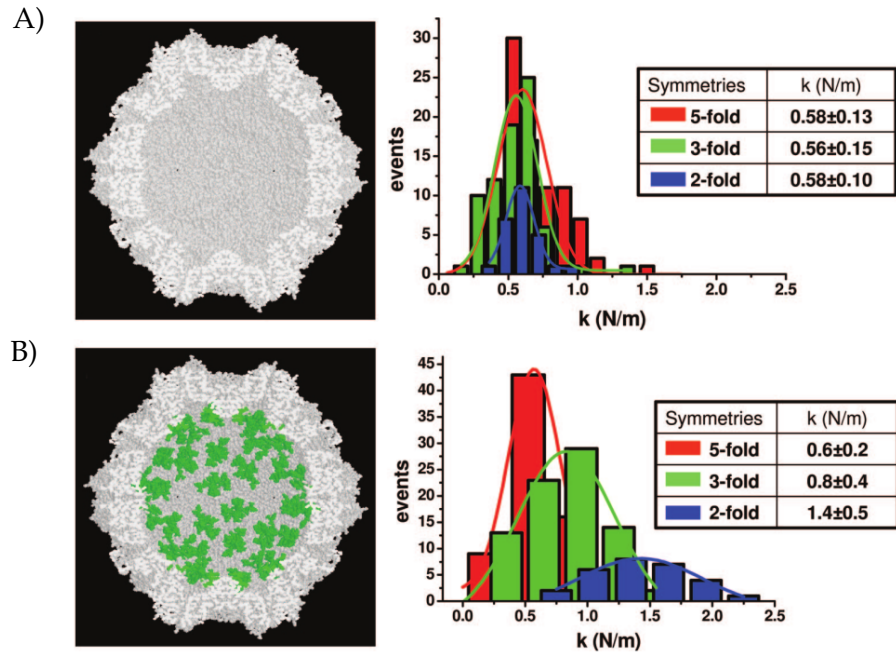 A)
events
30
25
20
15
10
5
0
0.0 0.5 1.0 1.5 2.0 2.5
k (N/m)
Symmetries k (N/m)
5-fold 0.58±0.13
3-fold 0.56±0.15
2-fold 0.58±0.10
B)
events
45
40
35
30
25
20
15
10
5
0
0.0 0.5 1.0 1.5 2.0 2.5
k (N/m)
Symmetries k (N/m)
5-fold 0.6±0.2
3-fold 0.8±0.4
2-fold 1.4±0.5